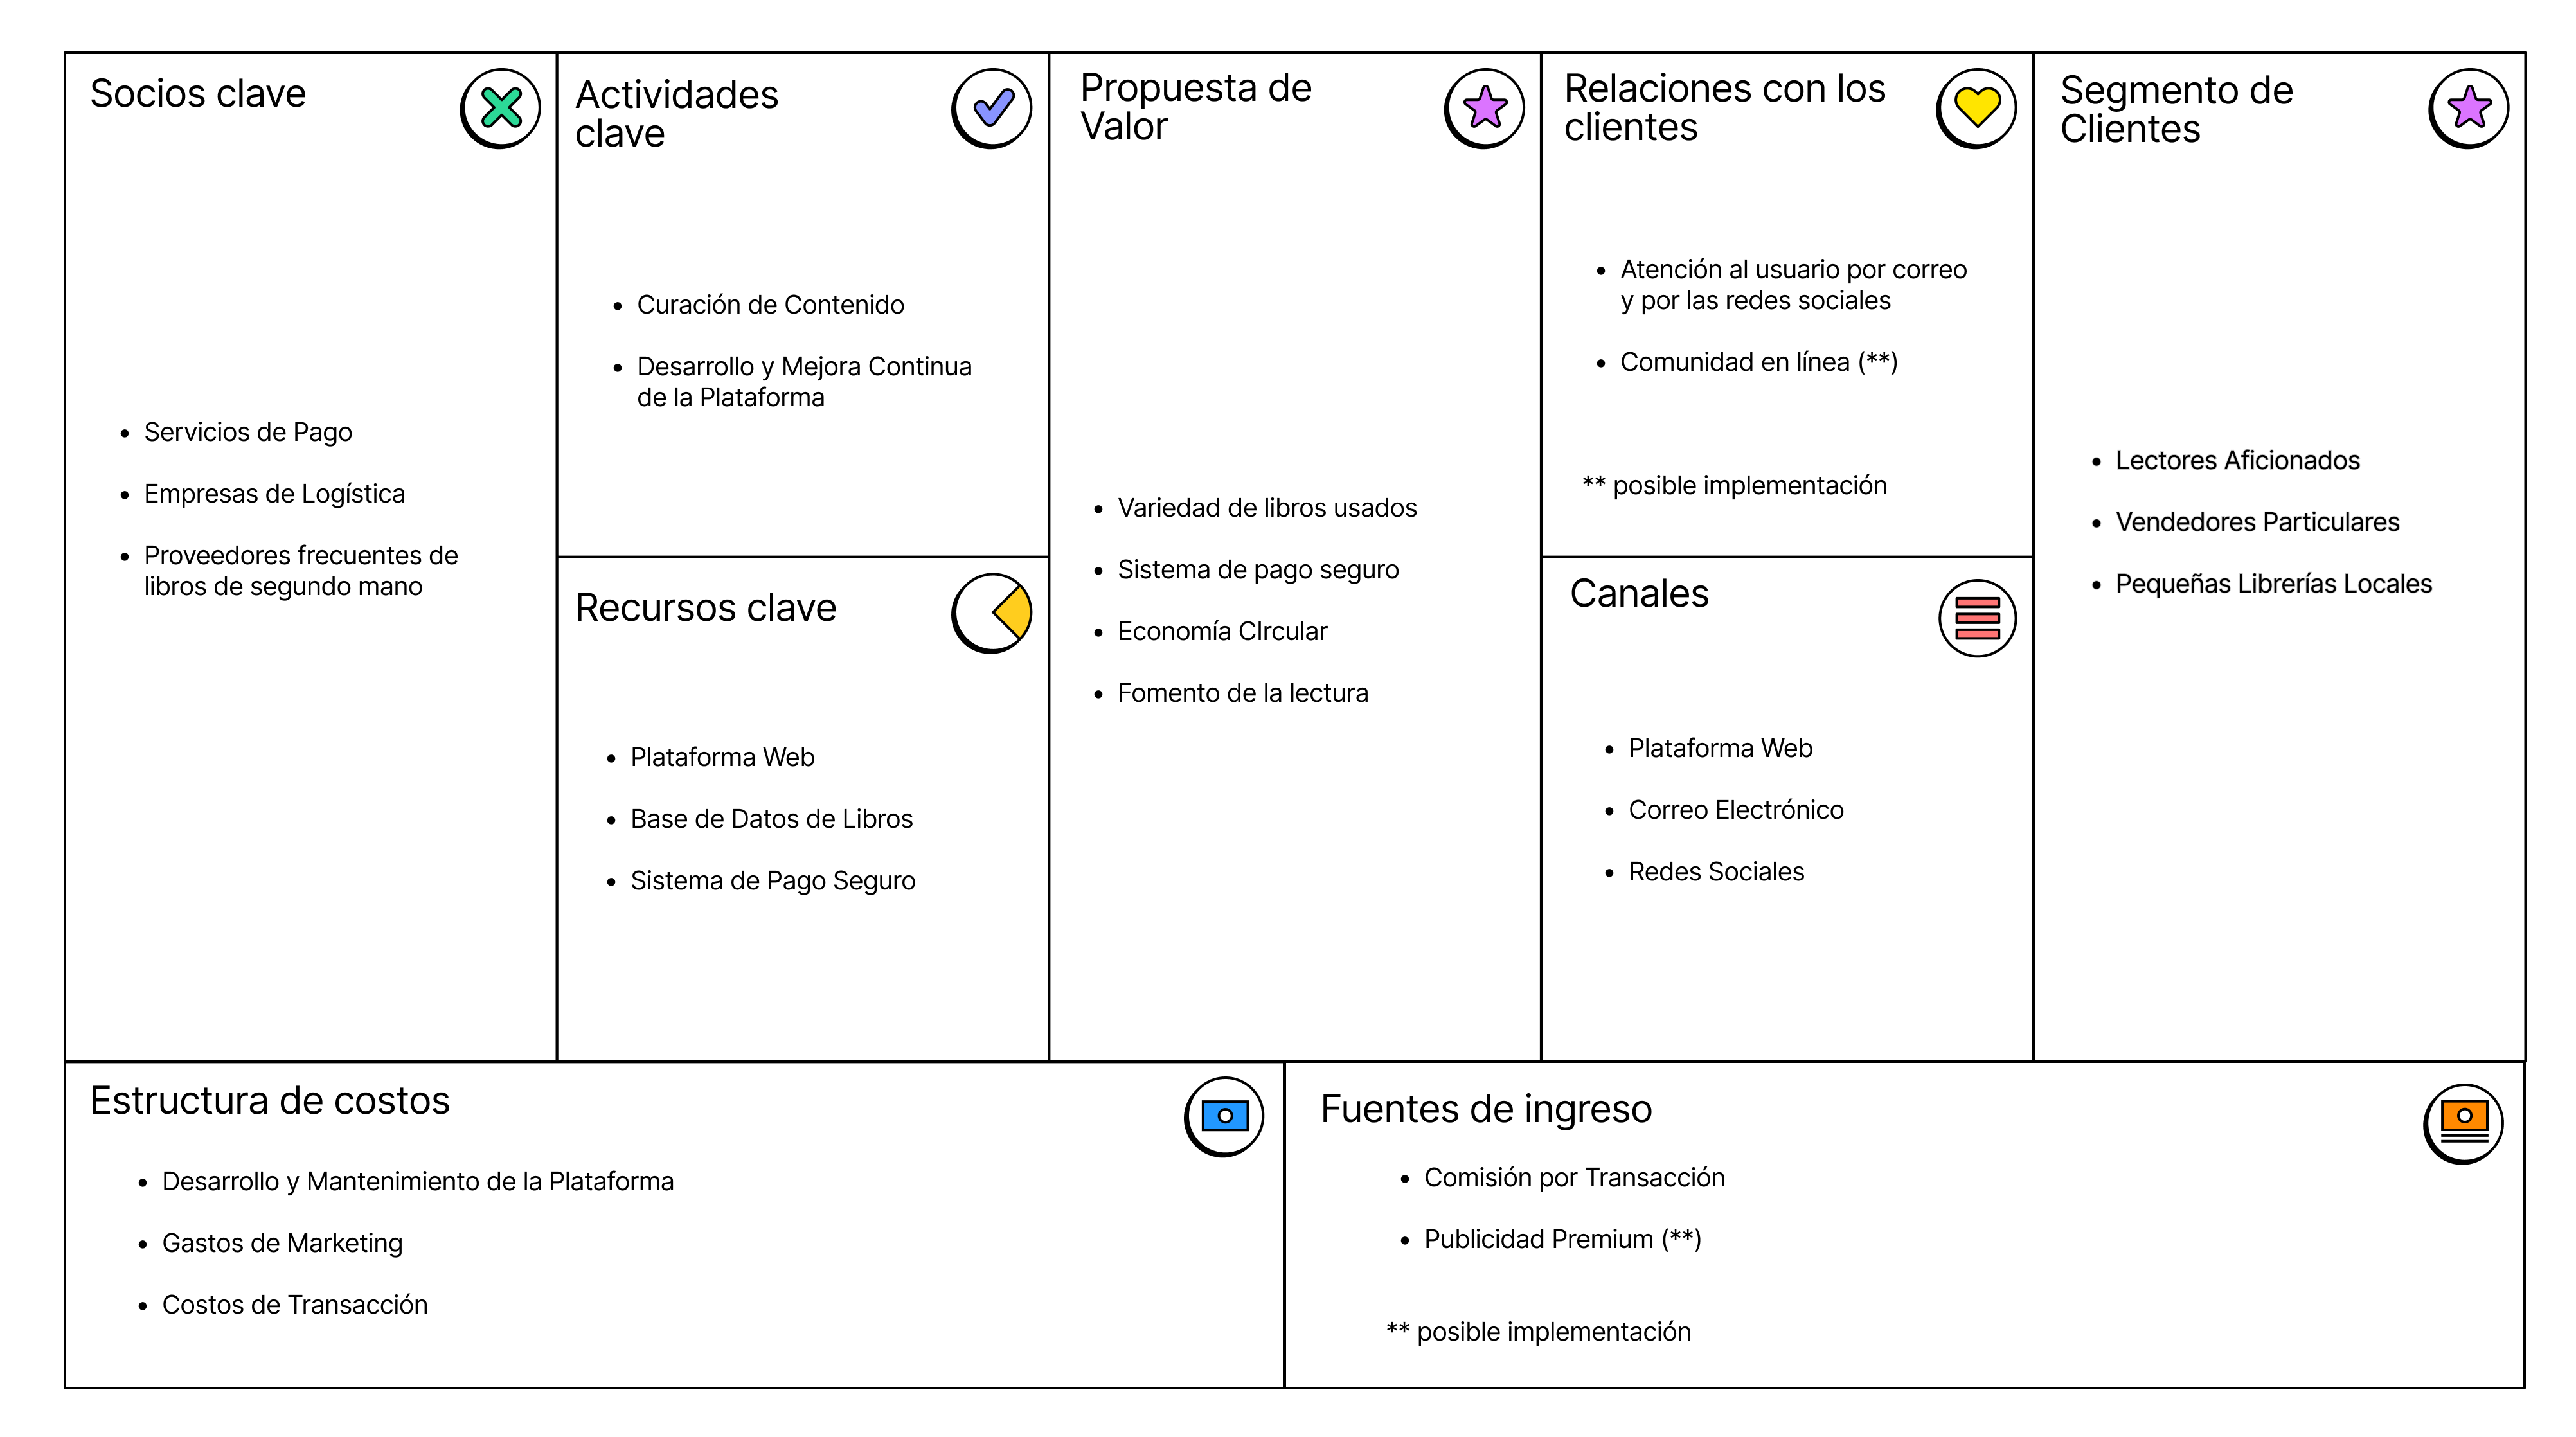 Socios clave
• Servicios de Pago
• Empresas de Logística
• Proveedores frecuentes de
libros de segundo mano
Actividades
clave
• Curación de Contenido
• Desarrollo y Mejora Continua
de la Plataforma
Recursos clave
• Plataforma Web
• Base de Datos de Libros
• Sistema de Pago Seguro
Propuesta de
Valor
• Variedad de libros usados
• Sistema de pago seguro
• Economía CIrcular
• Fomento de la lectura
Relaciones con los
clientes
• Atención al usuario por correo
y por las redes sociales
• Comunidad en línea (**)
** posible implementación
Canales
• Plataforma Web
• Correo Electrónico
• Redes Sociales
Segmento de
Clientes
• Lectores Aficionados
• Vendedores Particulares
• Pequeñas Librerías Locales
Estructura de costos
• Desarrollo y Mantenimiento de la Plataforma
• Gastos de Marketing
• Costos de Transacción
Fuentes de ingreso
• Comisión por Transacción
• Publicidad Premium (**)
** posible implementación